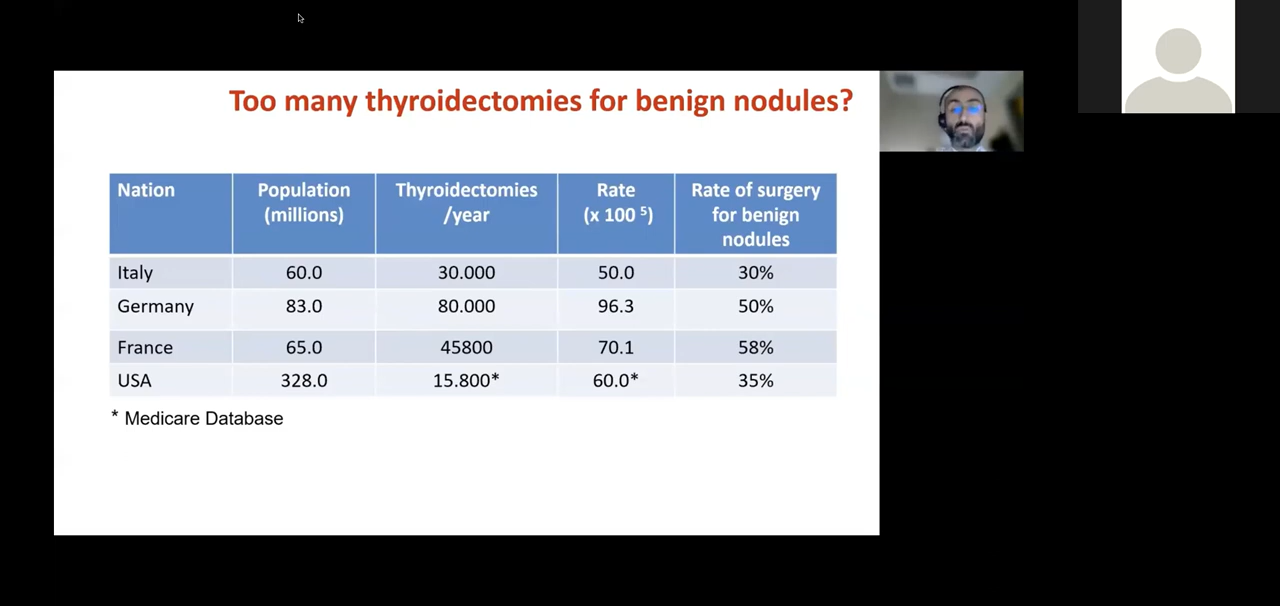 Too many thyroidectomies for benign nodules?
Nation Population Thyroidectomies Rate Rate of surgery
(millions) /year (x 100 ⁵) for benign
nodules
Italy 60.0 30.000 50.0 30%
Germany 83.0 80.000 96.3 50%
France 65.0 45800 70.1 58%
USA 328.0 15.800* 60.0* 35%
* Medicare Database